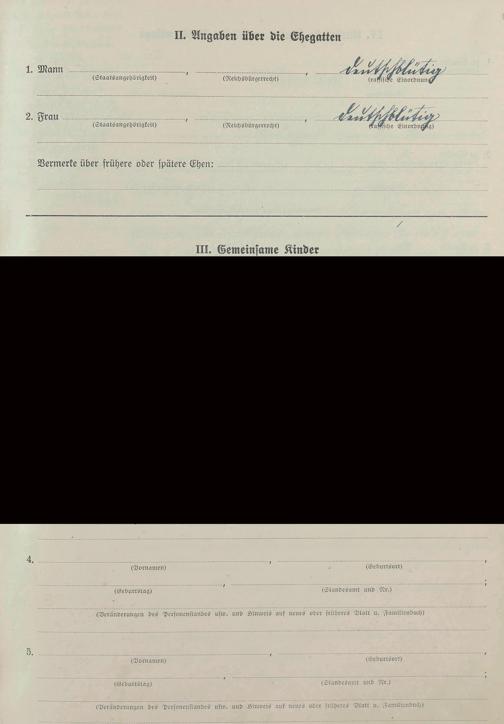 II. Angaben über die Ehegatten
1. Mann , , deutschblütig
(Staatsangehörigkeit) (Reichsbürgerrecht) (rassische Einordnung)
2. Frau , , deutschblütig
(Staatsangehörigkeit) (Reichsbürgerrecht) (rassische Einordnung)
Vermerke über frühere oder spätere Ehen:
III. Gemeinsame Kinder
4. , ,
(Vornamen) (Geburtsort)
, ;
(Geburtstag) (Standesamt und Nr.)
(Veränderungen des Personenstandes usw. und Hinweis auf neues oder früheres Blatt u. Familienbuch)
5. , ,
(Vornamen) (Geburtsort)
, ;
(Geburtstag) (Standesamt und Nr.)
(Veränderungen des Personenstandes usw. und Hinweis auf neues oder früheres Blatt u. Familienbuch)